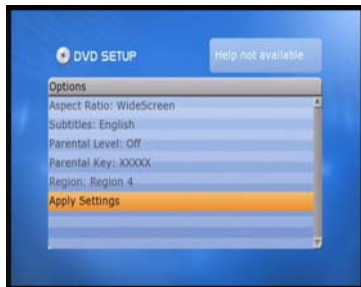 DVD SETUP
Help not available
Options
Aspect Ratio: WideScreen
Subtitles: English
Parental Level: Off
Parental Key: XXXXX
Region: Region 4
Apply Settings